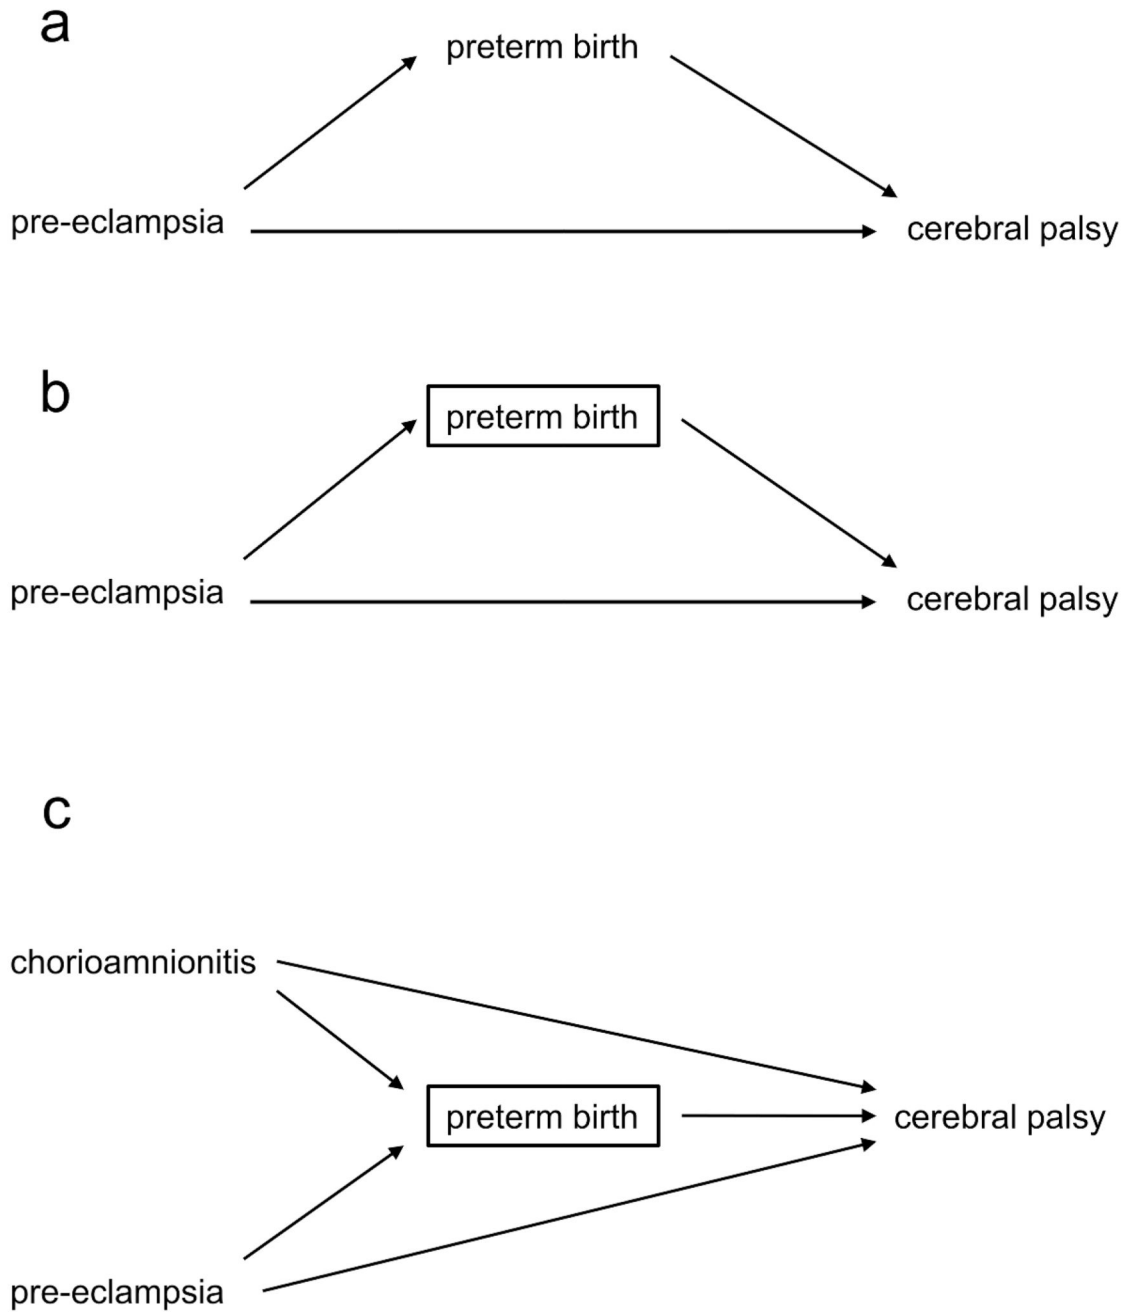 a
preterm birth
pre-eclampsia
cerebral palsy
b
preterm birth
pre-eclampsia
cerebral palsy
c
chorioamnionitis
preterm birth
cerebral palsy
pre-eclampsia